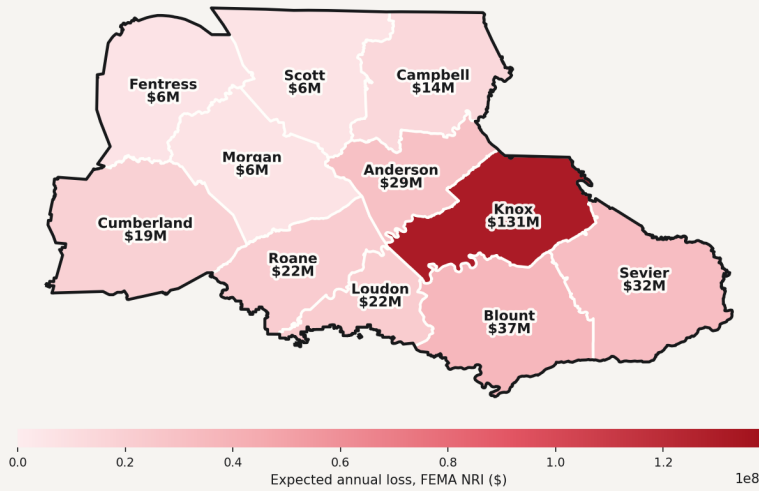 Scott
$6M
Campbell
$14M
Fentress
$6M
Morgan
$6M
Anderson
$29M
Knox
$131M
Cumberland
$19M
Roane
$22M
Sevier
$32M
Loudon
$22M
Blount
$37M
0.0 0.2 0.4 0.6 0.8 1.0 1.2
1e8
Expected annual loss, FEMA NRI ($)